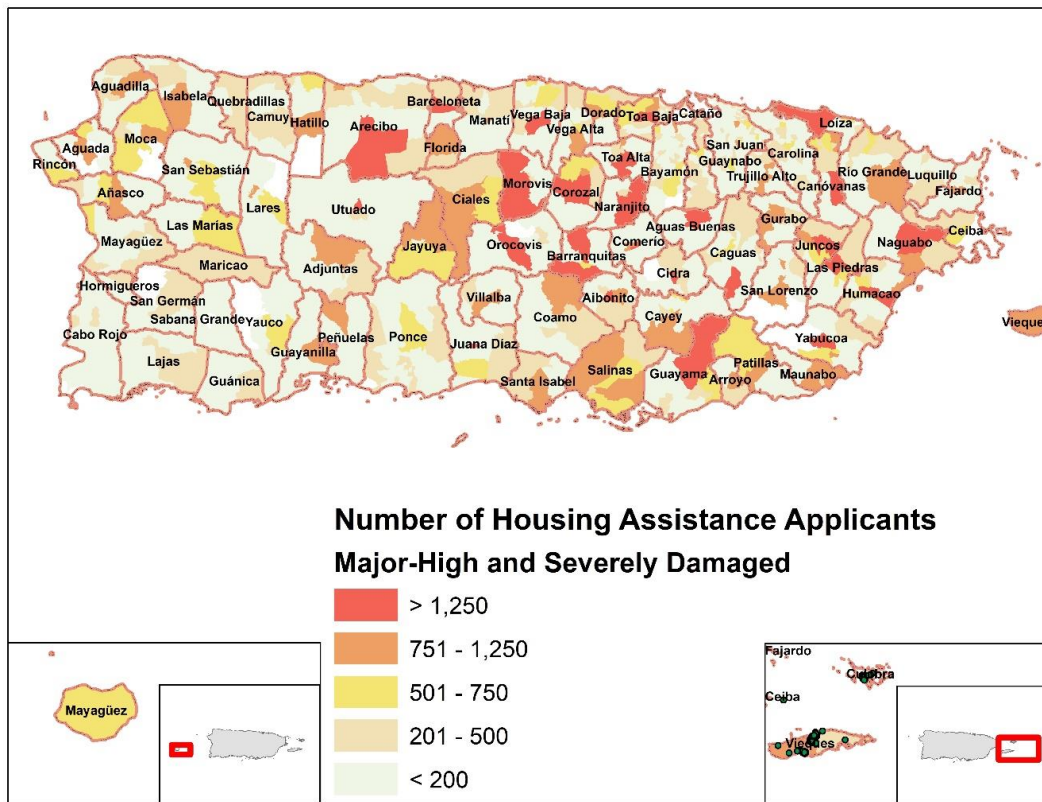 Aguadilla
Isabela
Quebradillas
Camuy
Hatillo
Arecibo
Barceloneta
Manatí
Vega Baja
Vega Alta
Dorado
Toa Baja
Cataño
Loíza
Moca
Aguada
Rincón
San Sebastián
Florida
Toa Alta
Bayamón
San Juan
Guaynabo
Trujillo Alto
Carolina
Canóvanas
Río Grande
Luquillo
Fajardo
Añasco
Lares
Utuado
Ciales
Morovis
Corozal
Naranjito
Las Marías
Mayagüez
Maricao
Adjuntas
Jayuya
Orocovis
Barranquitas
Comerío
Aguas Buenas
Caguas
Gurabo
Juncos
Las Piedras
Naguabo
Ceiba
Hormigueros
San Germán
Sabana Grande
Cabo Rojo
Lajas
Guánica
Yauco
Guayanilla
Peñuelas
Ponce
Villalba
Juana Díaz
Coamo
Aibonito
Cidra
Cayey
San Lorenzo
Humacao
Yabucoa
Santa Isabel
Salinas
Guayama
Arroyo
Patillas
Maunabo
Number of Housing Assistance Applicants
Major-High and Severely Damaged
> 1,250
751 - 1,250
501 - 750
201 - 500
< 200
Mayagüez
Fajardo
Culebra
Ceiba
Vieques